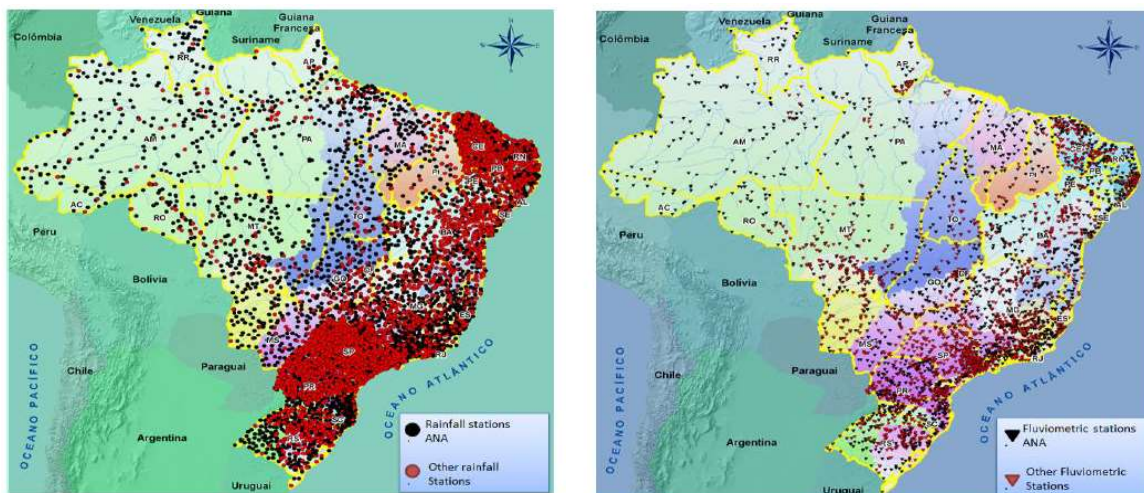 Venezuela
Guiana
Guiana
Francesa
Colômbia
Suriname
RR
AP
AM
PA
MA
CE
RN
PB
PI
PE
AL
SE
AC
RO
TO
BA
MT
Peru
Bolívia
GO
MG
ES
MS
SP
RJ
Paraguai
PR
Chile
SC
RS
Argentina
Uruguai
OCEANO PACÍFICO
OCEANO ATLÂNTICO
Rainfall stations
ANA
Other rainfall
Stations
Venezuela
Guiana
Guiana
Francesa
Colômbia
Suriname
RR
AP
AM
PA
MA
RN
PB
PI
PE
AL
SE
AC
RO
TO
BA
MT
Peru
Bolívia
GO
MG
ES
MS
SP
RJ
Paraguai
PR
Chile
SC
RS
Argentina
Uruguai
OCEANO PACÍFICO
OCEANO ATLÂNTICO
Fluviometric stations
ANA
Other Fluviometric
Stations